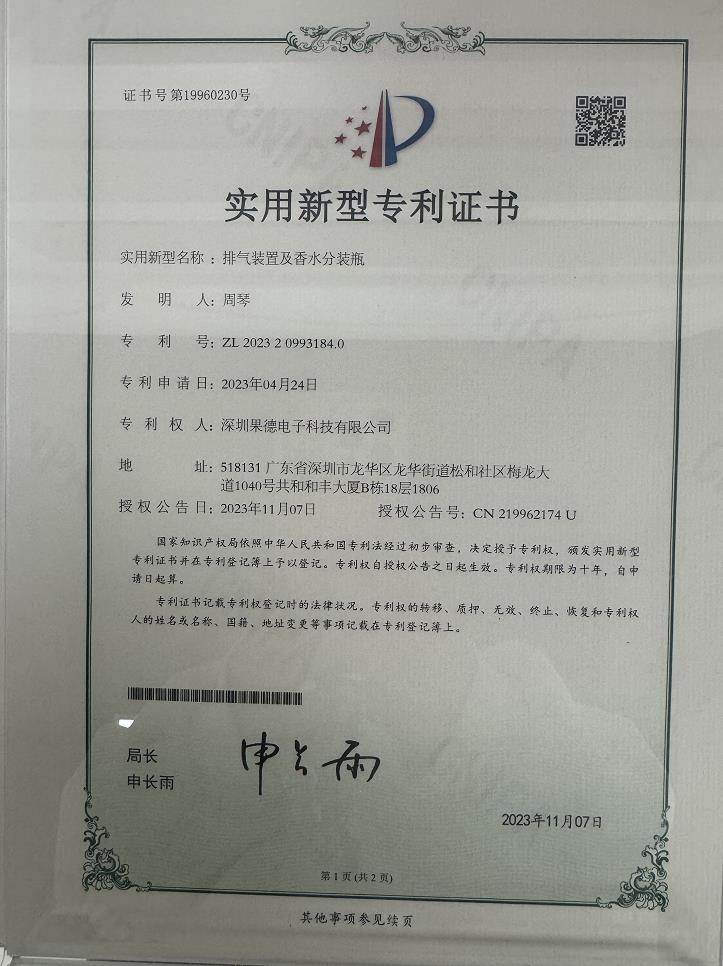 证书号第19960230号
实用新型专利证书
实用新型名称：排气装置及香水分装瓶
发明人：周琴
专利号：ZL 2023 2 0993184.0
专利申请日：2023年04月24日
专利权人：深圳果德电子科技有限公司
地址：518131 广东省深圳市龙华区龙华街道松和社区梅龙大
道1040号共和和丰大厦B栋18层1806
授权公告日：2023年11月07日 授权公告号：CN 219962174 U
国家知识产权局依照中华人民共和国专利法经过初步审查，决定授予专利权，颁发实用新型
专利证书并在专利登记簿上予以登记。专利权自授权公告之日起生效。专利权期限为十年，自申
请日起算。
专利证书记载专利权登记时的法律状况。专利权的转移、质押、无效、终止、恢复和专利权
人的姓名或名称、国籍、地址变更等事项记载在专利登记簿上。
局长
申长雨
申长雨
2023年11月07日
第 1 页 (共 2 页)
其他事项参见续页